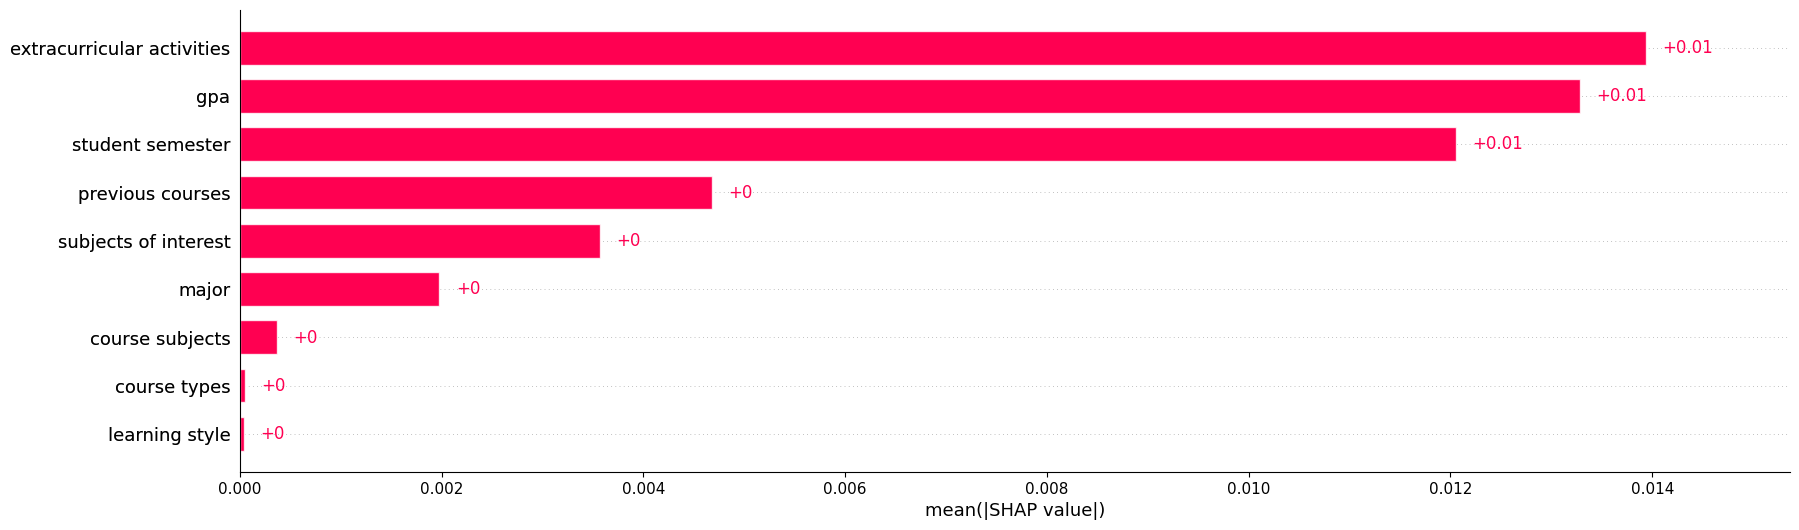 extracurricular activities +0.01
gpa +0.01
student semester +0.01
previous courses +0
subjects of interest +0
major +0
course subjects +0
course types +0
learning style +0
0.000 0.002 0.004 0.006 0.008 0.010 0.012 0.014
mean(|SHAP value|)